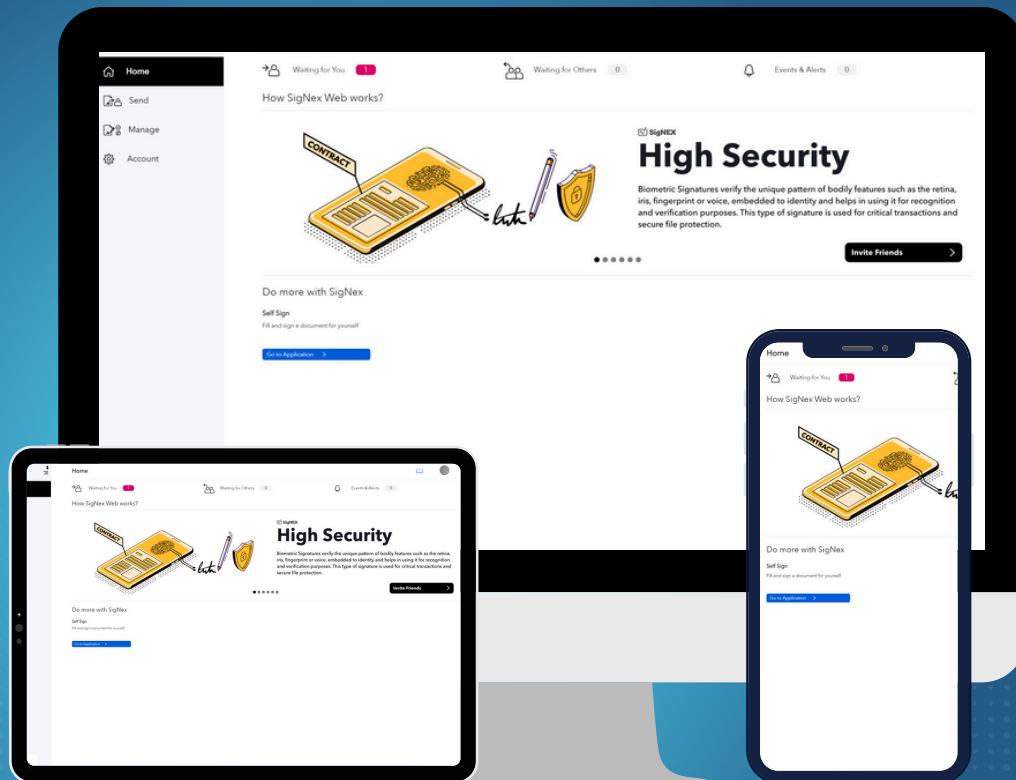 Home
Send
Manage
Account
Waiting for You 1
Waiting for Others 0
Events & Alerts 0
How SigNex Web works?
CONTRACT
SigNEX
High Security
Biometric Signatures verify the unique pattern of bodily features such as the retina,
iris, fingerprint or voice, embedded to identity and helps in using it for recognition
and verification purposes. This type of signature is used for critical transactions and
secure file protection.
Invite Friends
Do more with SigNex
Self Sign
Fill and sign a document for yourself
Go to Application
Home
Waiting for You 1
Waiting for Others 0
Events & Alerts 0
How SigNex Web works?
CONTRACT
SigNEX
High Security
Biometric Signatures verify the unique pattern of bodily features such as the retina,
iris, fingerprint or voice, embedded to identity and helps in using it for recognition
and verification purposes. This type of signature is used for critical transactions and
secure file protection.
Invite Friends
Do more with SigNex
Self Sign
Fill and sign a document for yourself
Go to Application
Home
Waiting for You 1
How SigNex Web works?
CONTRACT
Do more with SigNex
Self Sign
Fill and sign a document for yourself
Go to Application